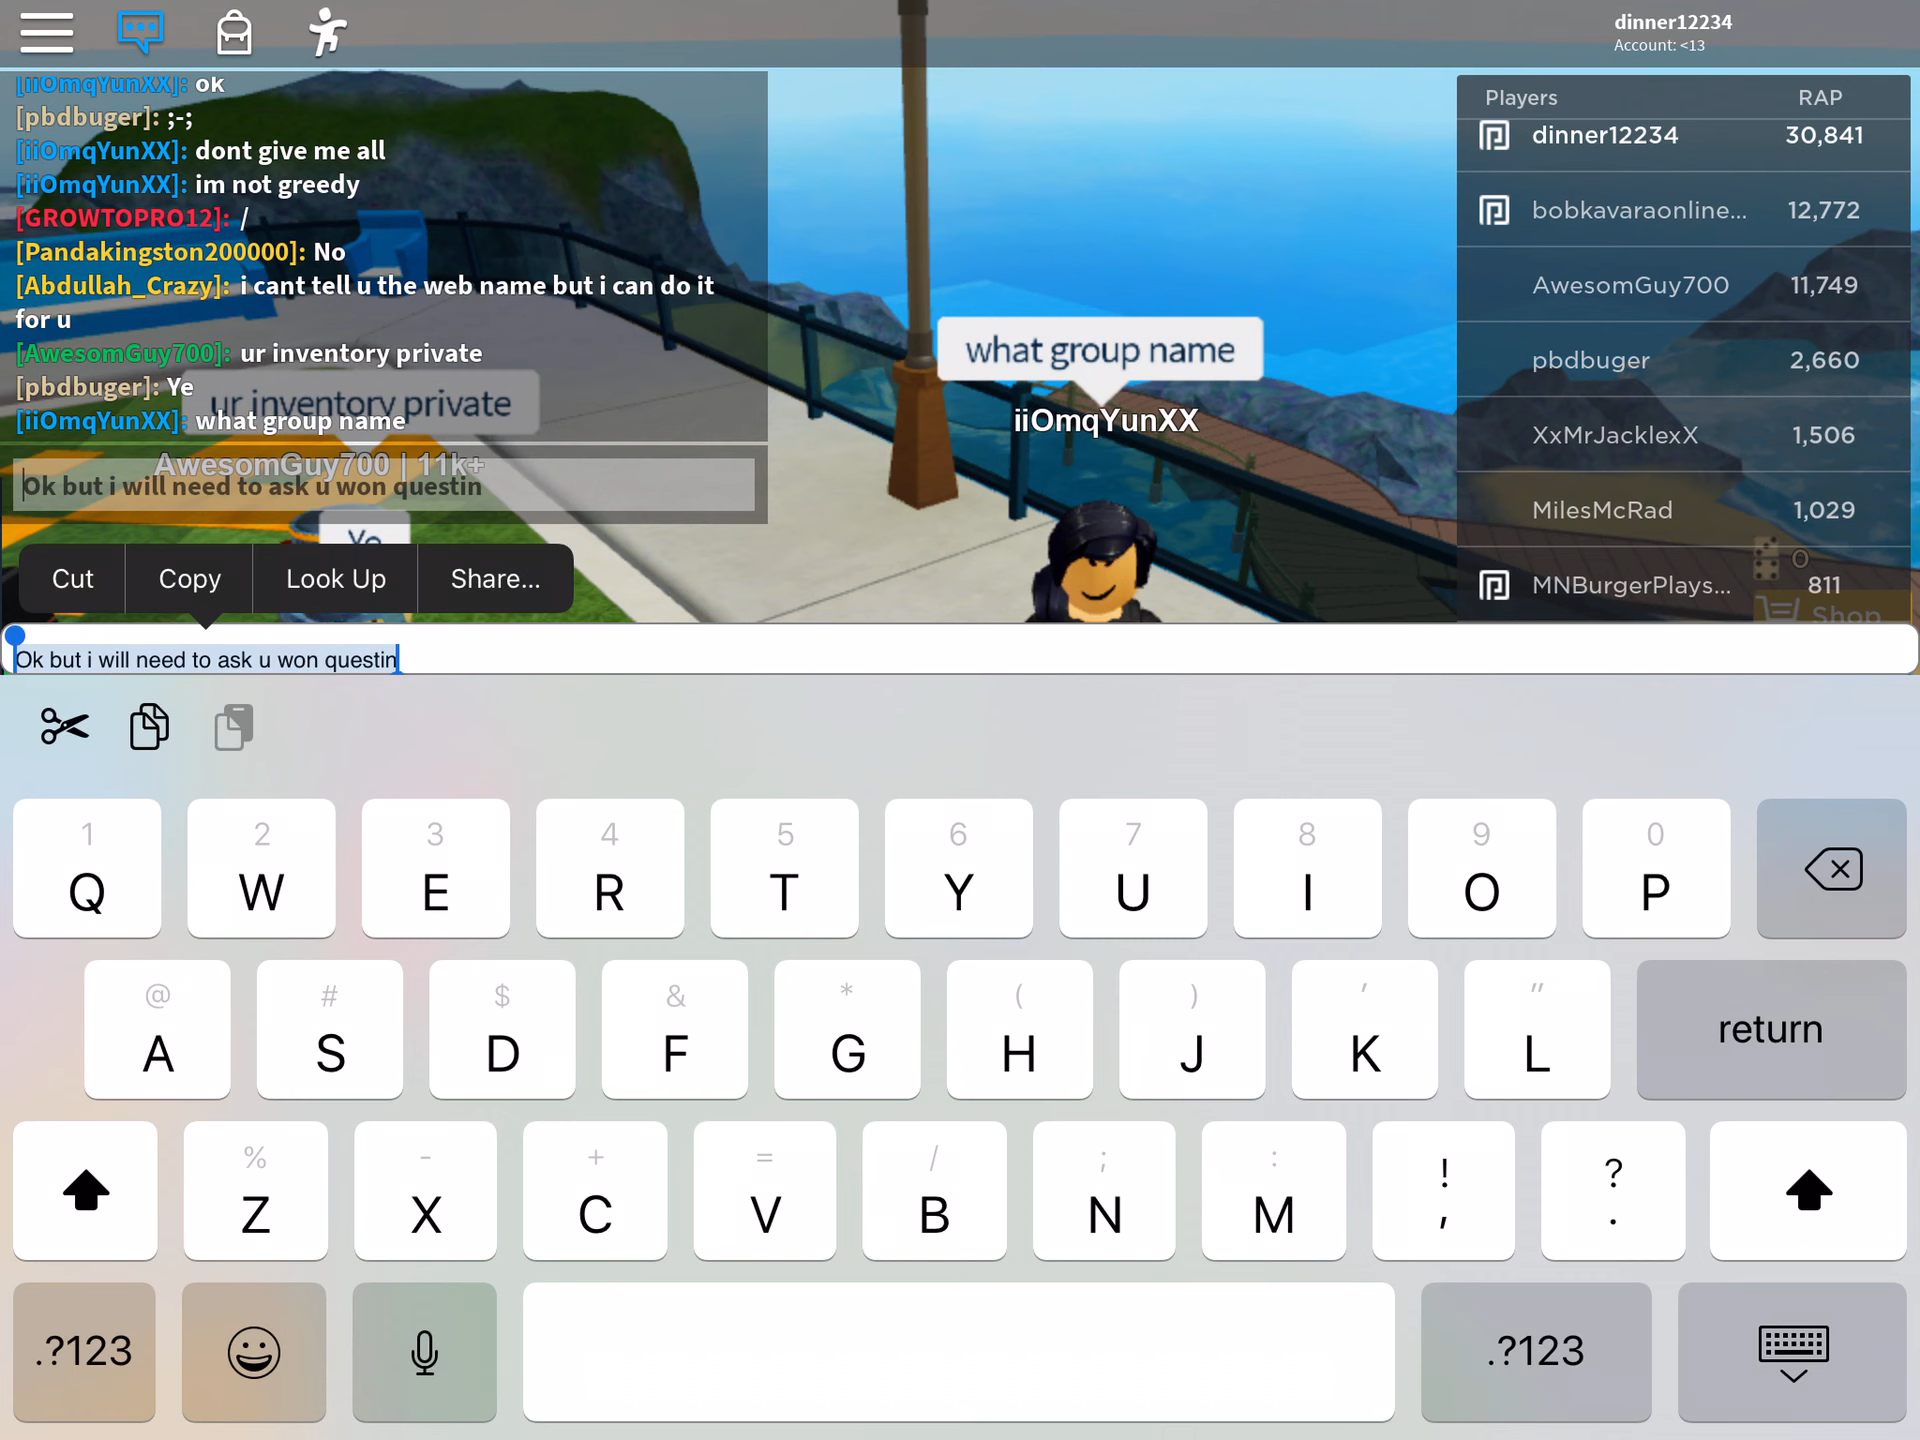 dinner12234
Account: <13
[iiOmqYunXX]: ok
[pbdbuger]: ;-;
[iiOmqYunXX]: dont give me all
[iiOmqYunXX]: im not greedy
[GROWTOPRO12]: /
[Pandakingston200000]: No
[Abdullah_Crazy]: i cant tell u the web name but i can do it
for u
[AwesomGuy700]: ur inventory private
[pbdbuger]: Ye
[iiOmqYunXX]: what group name
ur inventory private
AwesomGuy700 | 11k+
Ok but i will need to ask u won questin
Ye
what group name
iiOmqYunXX
Players RAP
dinner12234 30,841
bobkavaraonline... 12,772
AwesomGuy700 11,749
pbdbuger 2,660
XxMrJacklexX 1,506
MilesMcRad 1,029
MNBurgerPlays... 811
0
Shop
Cut Copy Look Up Share...
Ok but i will need to ask u won questin
1 2 3 4 5 6 7 8 9 0
Q W E R T Y U I O P
@ # $ & * ( ) ' "
A S D F G H J K L return
% - + = / ; : ! ?
Z X C V B N M , .
.?123 .?123